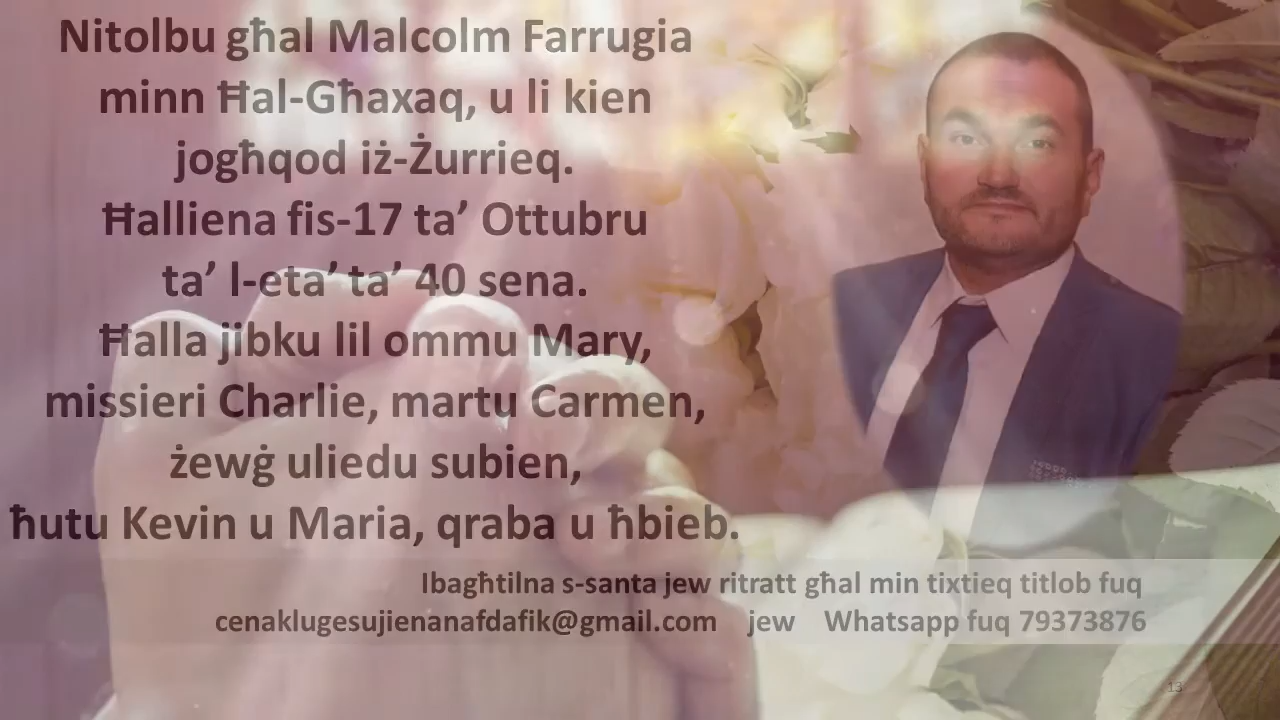 Nitolbu għal Malcolm Farrugia
minn Ħal-Għaxaq, u li kien
jogħqod iż-Żurrieq.
Ħalliena fis-17 ta’ Ottubru
ta’ l-eta’ ta’ 40 sena.
Ħalla jibku lil ommu Mary,
missieri Charlie, martu Carmen,
żewġ uliedu subien,
ħutu Kevin u Maria, qraba u ħbieb.
Ibagħtilna s-santa jew ritratt għal min tixtieq titlob fuq
cenaklugesujienanafdafik@gmail.com jew Whatsapp fuq 79373876
13